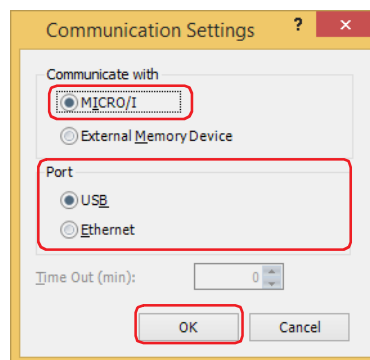 Communication Settings ? ×
Communicate with
MICRO/I
External Memory Device
Port
USB
Ethernet
Time Out (min): 0
OK Cancel